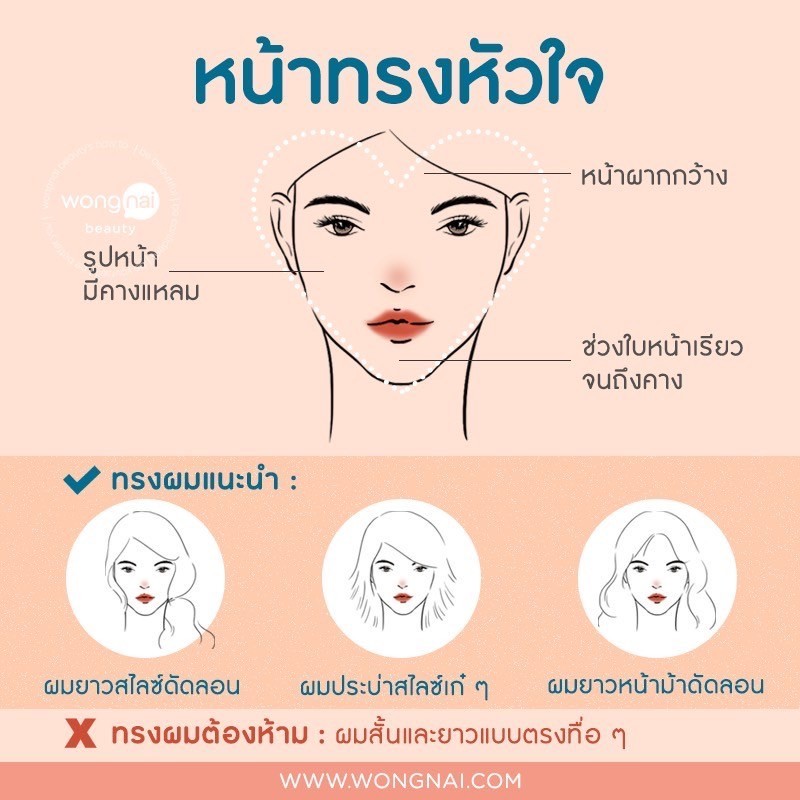 หน้าทรงหัวใจ
หน้าผากกว้าง
wongnai
beauty
รูปหน้า
มีคางแหลม
ช่วงใบหน้าเรียว
จนถึงคาง
ทรงผมแนะนำ :
ผมยาวสไลซ์ดัดลอน
ผมประบ่าสไลซ์เก๋ ๆ
ผมยาวหน้าม้าดัดลอน
X ทรงผมต้องห้าม : ผมสั้นและยาวแบบตรงทื่อ ๆ
WWW.WONGNAI.COM